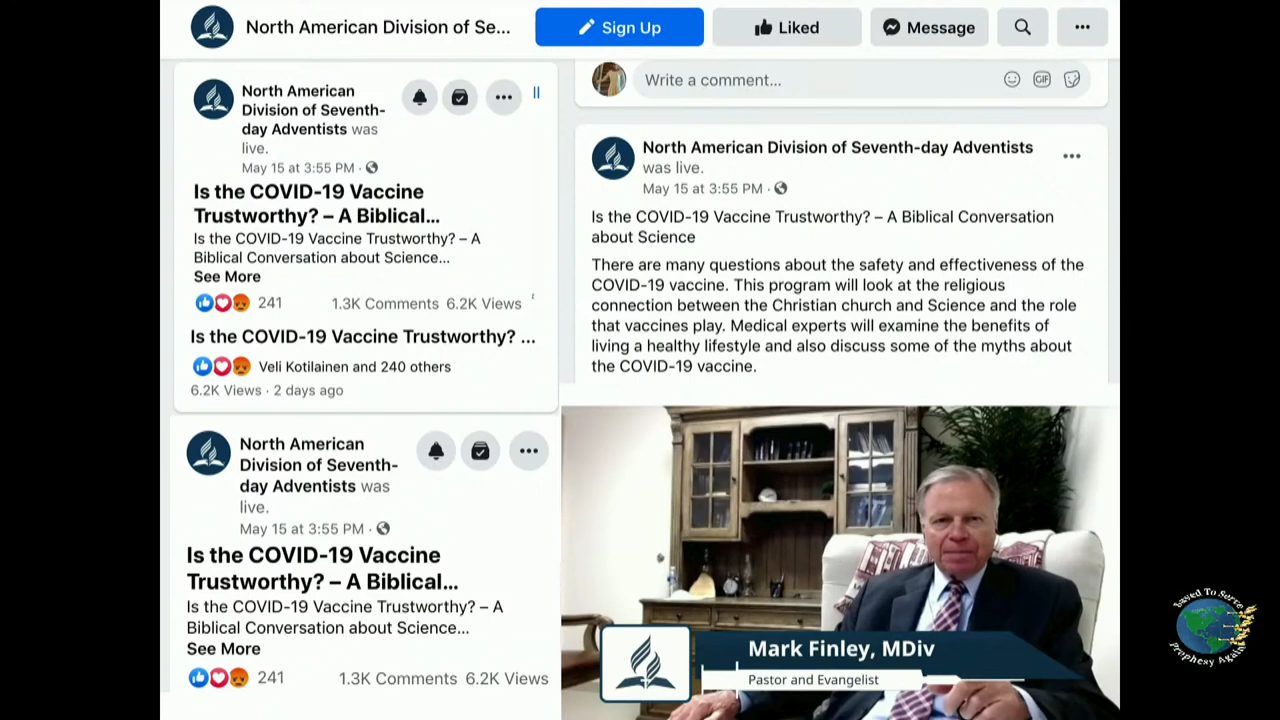 North American Division of Se...
Sign Up
Liked
Message
North American
Division of Seventh-
day Adventists was
live.
May 15 at 3:55 PM ·
Is the COVID-19 Vaccine
Trustworthy? – A Biblical...
Is the COVID-19 Vaccine Trustworthy? – A
Biblical Conversation about Science...
See More
241 1.3K Comments 6.2K Views
Is the COVID-19 Vaccine Trustworthy? ...
Veli Kotilainen and 240 others
6.2K Views · 2 days ago
North American
Division of Seventh-
day Adventists was
live.
May 15 at 3:55 PM ·
Is the COVID-19 Vaccine
Trustworthy? – A Biblical...
Is the COVID-19 Vaccine Trustworthy? – A
Biblical Conversation about Science...
See More
241 1.3K Comments 6.2K Views
Write a comment...
GIF
North American Division of Seventh-day Adventists
was live.
May 15 at 3:55 PM ·
Is the COVID-19 Vaccine Trustworthy? – A Biblical Conversation
about Science
There are many questions about the safety and effectiveness of the
COVID-19 vaccine. This program will look at the religious
connection between the Christian church and Science and the role
that vaccines play. Medical experts will examine the benefits of
living a healthy lifestyle and also discuss some of the myths about
the COVID-19 vaccine.
Mark Finley, MDiv
Pastor and Evangelist
To Serve
Prophesy Again